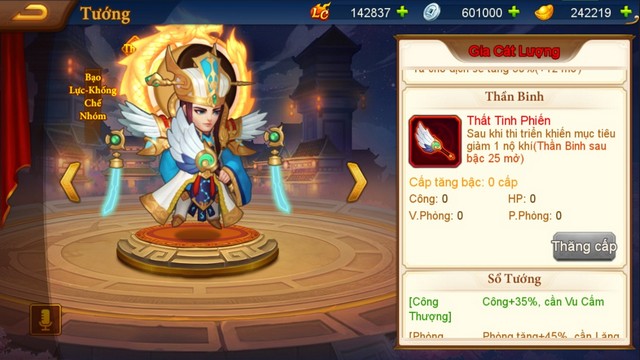 Tướng
LC 142837 + 601000 + 242219 +
Bạo
Lực-Khống
Chế
Nhóm
Gia Cát Lượng
Thần Binh
Thất Tinh Phiến
Sau khi thi triển khiến mục tiêu
giảm 1 nộ khí(Thần Binh sau
bậc 25 mở)
Cấp tăng bậc: 0 cấp
Công: 0 HP: 0
V.Phòng: 0 P.Phòng: 0
Thăng cấp
Sổ Tướng
[Công Công+35%, cần Vu Cấm
Thượng]
[Phòng Phòng tăng+45%, cần Lăng